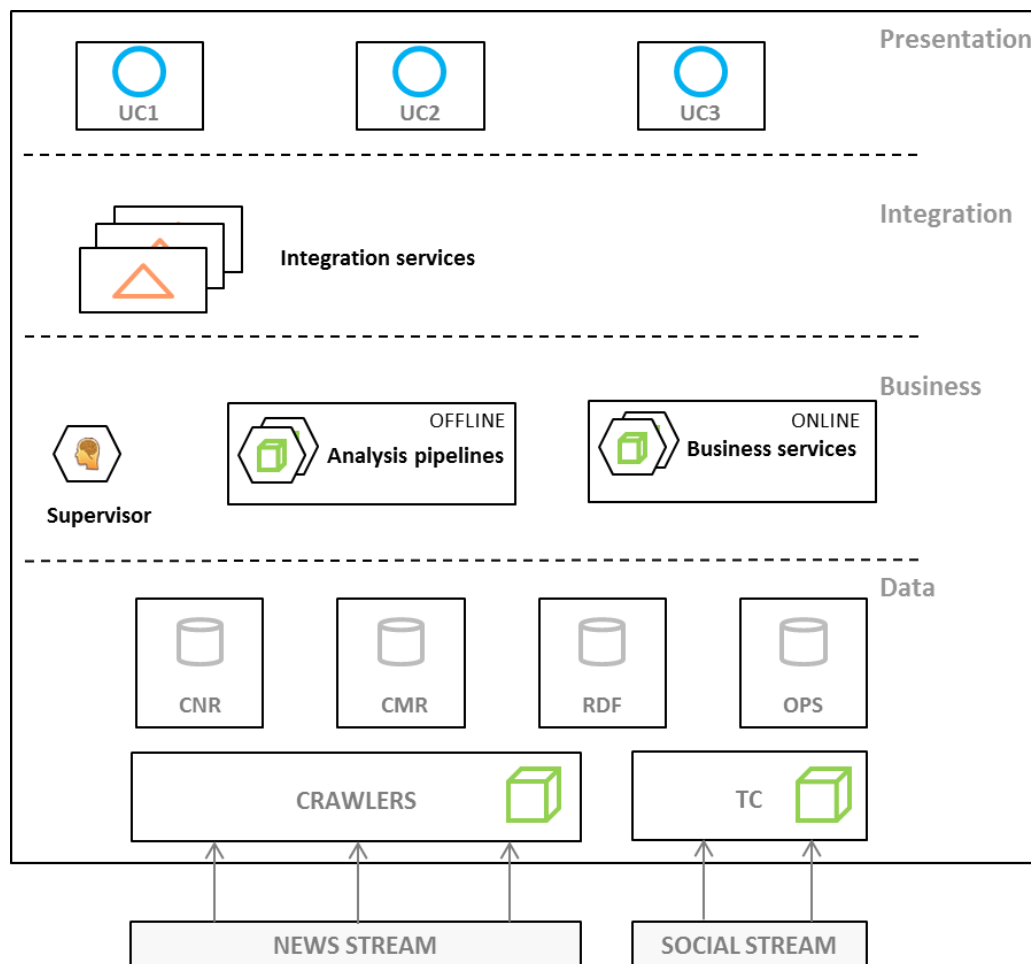 Presentation
UC1
UC2
UC3
Integration
Integration services
Business
OFFLINE
Analysis pipelines
ONLINE
Business services
Supervisor
Data
CNR
CMR
RDF
OPS
CRAWLERS
TC
NEWS STREAM
SOCIAL STREAM